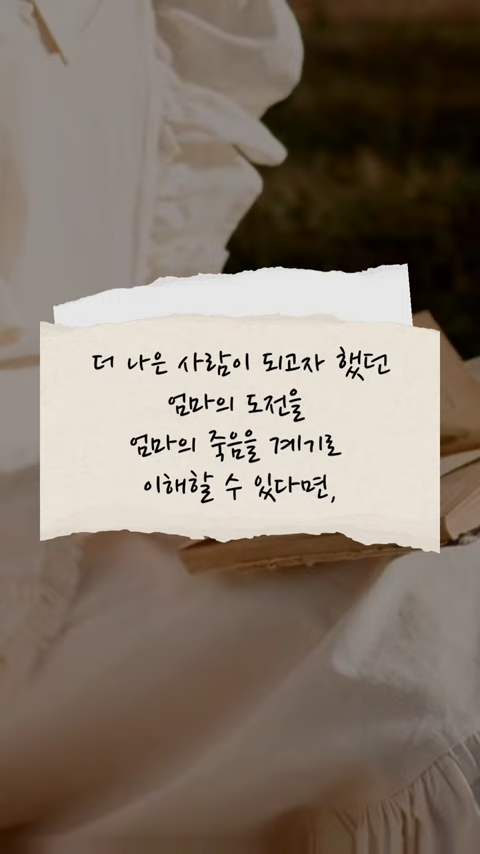 더 나은 사람이 되고자 했던
엄마의 도전을
엄마의 죽음을 계기로
이해할 수 있다면,